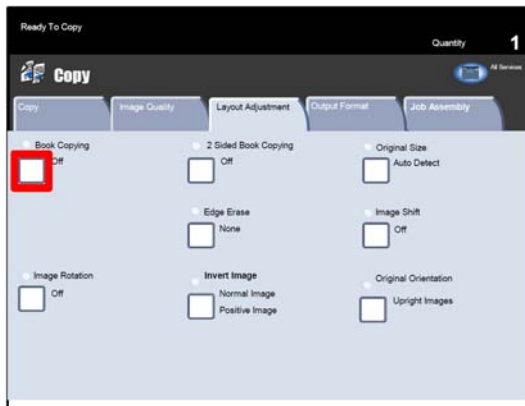 Ready To Copy
Quantity 1
Copy
All Services
Copy Image Quality Layout Adjustment Output Format Job Assembly
Book Copying
Off
2 Sided Book Copying
Off
Original Size
Auto Detect
Edge Erase
None
Image Shift
Off
Image Rotation
Off
Invert Image
Normal Image
Positive Image
Original Orientation
Upright Images